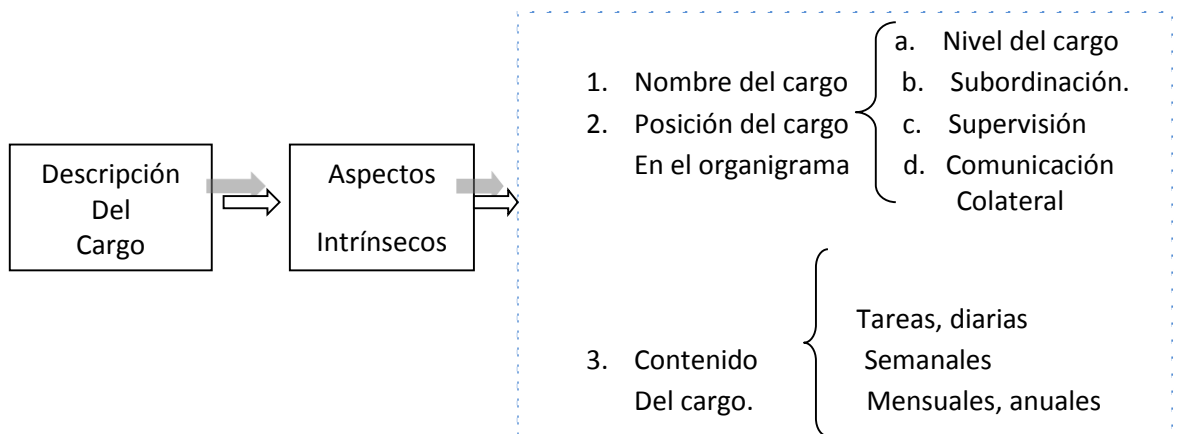 Descripción
Del
Cargo
Aspectos
Intrínsecos
1. Nombre del cargo
2. Posición del cargo
En el organigrama
a. Nivel del cargo
b. Subordinación.
c. Supervisión
d. Comunicación
Colateral
3. Contenido
Del cargo.
Tareas, diarias
Semanales
Mensuales, anuales